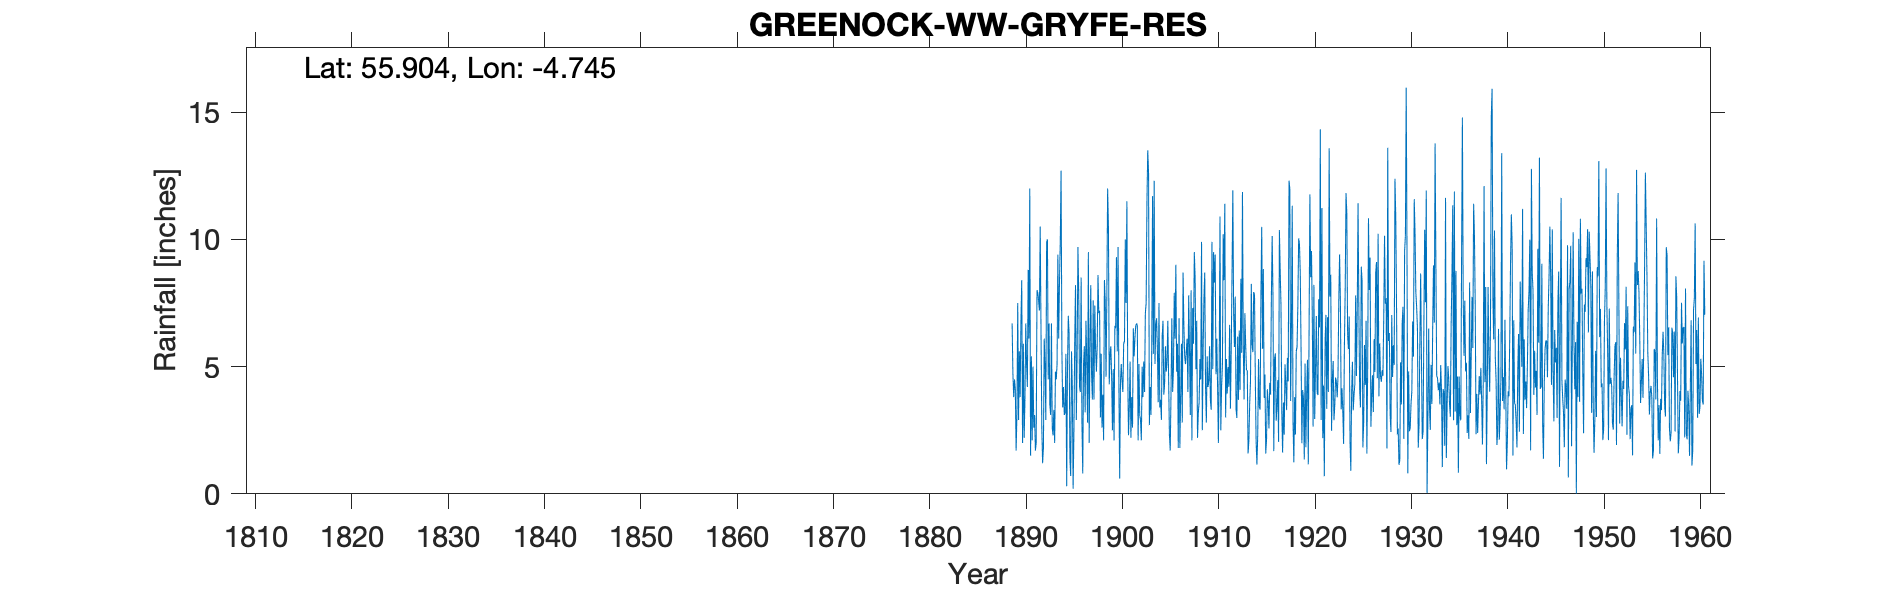 GREENOCK-WW-GRYFE-RES
Lat: 55.904, Lon: -4.745
15
10
5
0
Rainfall [inches]
1810 1820 1830 1840 1850 1860 1870 1880 1890 1900 1910 1920 1930 1940 1950 1960
Year